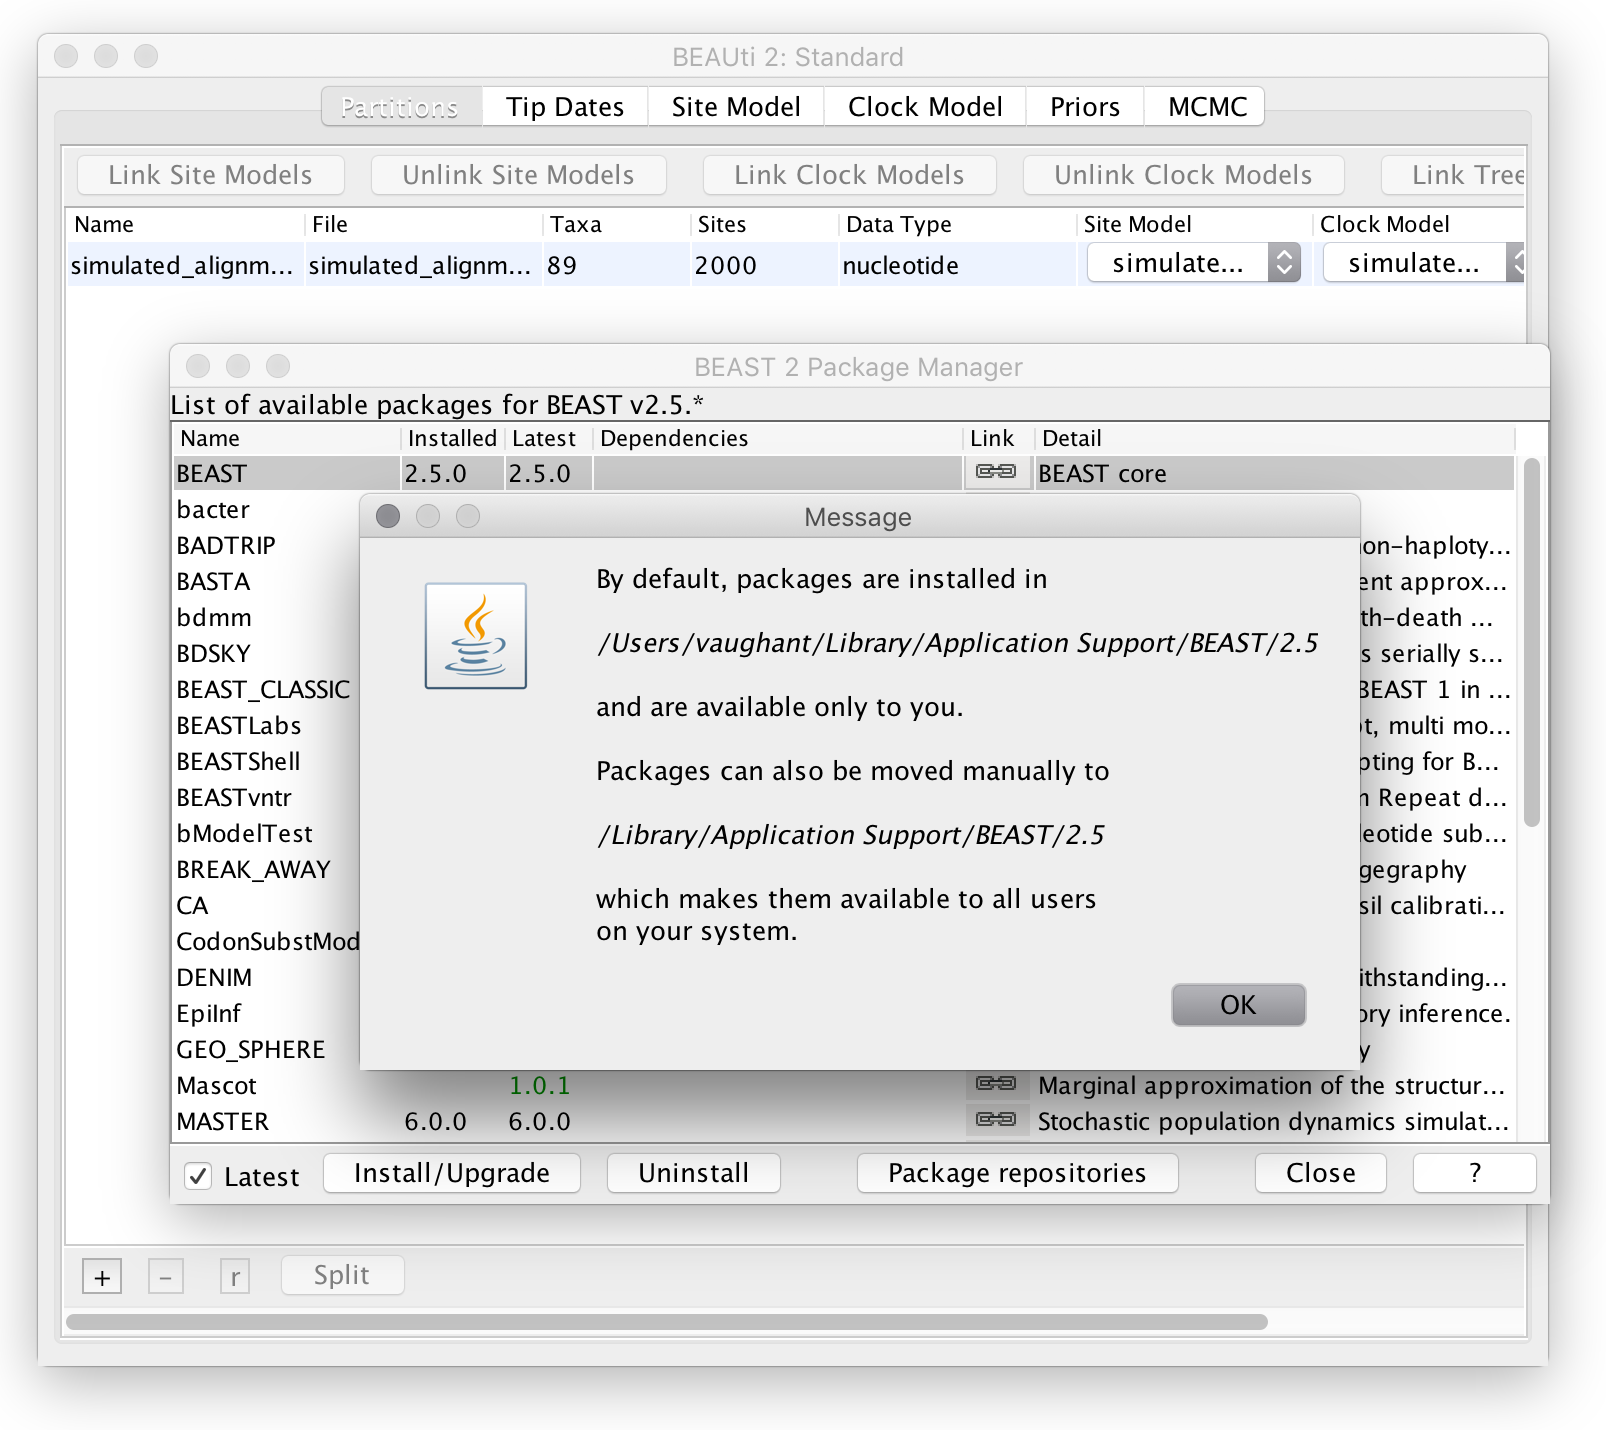 BEAUti 2: Standard
Partitions Tip Dates Site Model Clock Model Priors MCMC
Link Site Models Unlink Site Models Link Clock Models Unlink Clock Models Link Tree
Name File Taxa Sites Data Type Site Model Clock Model
simulated_alignm... simulated_alignm... 89 2000 nucleotide simulate... simulate...
BEAST 2 Package Manager
List of available packages for BEAST v2.5.*
Name Installed Latest Dependencies Link Detail
BEAST 2.5.0 2.5.0 BEAST core
bacter
BADTRIP on-haploty...
BASTA ent approx...
bdmm th-death ...
BDSKY s serially s...
BEAST_CLASSIC BEAST 1 in ...
BEASTLabs t, multi mo...
BEASTShell pting for B...
BEASTvntr Repeat d...
bModelTest leotide sub...
BREAK_AWAY gegraphy
CA sil calibrati...
CodonSubstMod
DENIM ithstanding...
EpiInf ory inference.
GEO_SPHERE y
Mascot 1.0.1 Marginal approximation of the structur...
MASTER 6.0.0 6.0.0 Stochastic population dynamics simulat...
Message
By default, packages are installed in
/Users/vaughant/Library/Application Support/BEAST/2.5
and are available only to you.
Packages can also be moved manually to
/Library/Application Support/BEAST/2.5
which makes them available to all users
on your system.
OK
Latest Install/Upgrade Uninstall Package repositories Close ?
+ - r Split